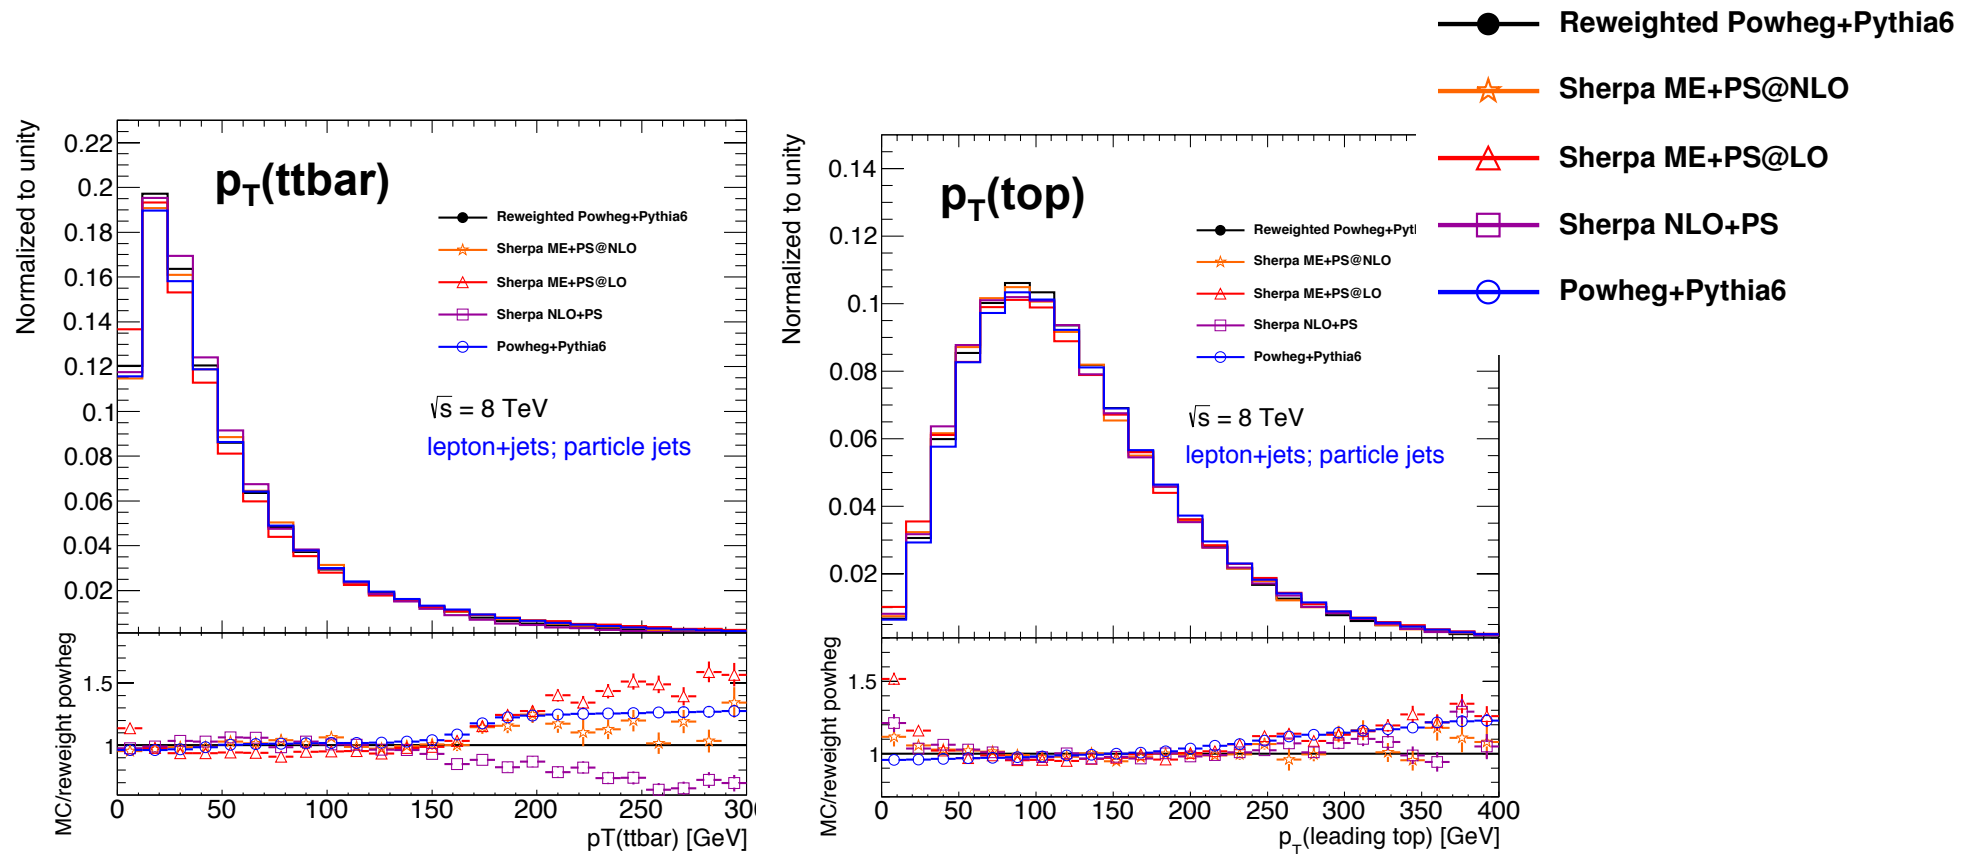 Reweighted Powheg+Pythia6
Sherpa ME+PS@NLO
Sherpa ME+PS@LO
Sherpa NLO+PS
Powheg+Pythia6
Normalized to unity
0.22
0.2
0.18
0.16
0.14
0.12
0.1
0.08
0.06
0.04
0.02
pT(ttbar)
Reweighted Powheg+Pythia6
Sherpa ME+PS@NLO
Sherpa ME+PS@LO
Sherpa NLO+PS
Powheg+Pythia6
√s = 8 TeV
lepton+jets; particle jets
MC/reweight powheg
1.5
1
0 50 100 150 200 250 300
pT(ttbar) [GeV]
Normalized to unity
0.14
0.12
0.1
0.08
0.06
0.04
0.02
pT(top)
Reweighted Powheg+Pyt
Sherpa ME+PS@NLO
Sherpa ME+PS@LO
Sherpa NLO+PS
Powheg+Pythia6
√s = 8 TeV
lepton+jets; particle jets
MC/reweight powheg
1.5
1
0 50 100 150 200 250 300 350 400
pT(leading top) [GeV]